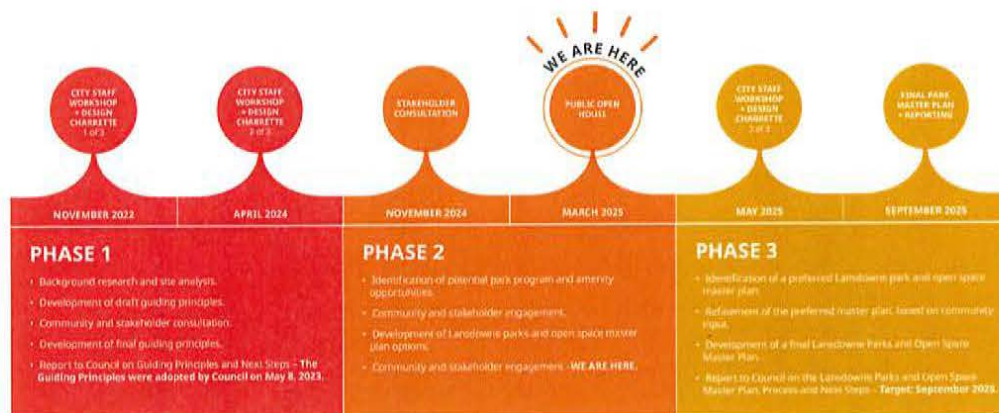 WE ARE HERE
CITY STAFF
WORKSHOP
+ DESIGN
CHARRETTE
1 of 3
CITY STAFF
WORKSHOP
+ DESIGN
CHARRETTE
2 of 3
STAKEHOLDER
CONSULTATION
PUBLIC OPEN
HOUSE
CITY STAFF
WORKSHOP
+ DESIGN
CHARRETTE
3 of 3
FINAL PARK
MASTER PLAN
+ REPORTING
NOVEMBER 2022
APRIL 2024
NOVEMBER 2024
MARCH 2025
MAY 2025
SEPTEMBER 2025
PHASE 1
• Background research and site analysis.
• Development of draft guiding principles.
• Community and stakeholder consultation.
• Development of final guiding principles.
• Report to Council on Guiding Principles and Next Steps – The
Guiding Principles were adopted by Council on May 8, 2023.
PHASE 2
• Identification of potential park program and amenity
opportunities.
• Community and stakeholder engagement.
• Development of Lansdowne parks and open space master
plan options.
• Community and stakeholder engagement - WE ARE HERE.
PHASE 3
• Identification of a preferred Lansdowne park and open space
master plan.
• Refinement of the preferred master plan, based on community
input.
• Development of a final Lansdowne Parks and Open Space
Master Plan.
• Report to Council on the Lansdowne Parks and Open Space
Master Plan, Process and Next Steps – Target: September 2025.